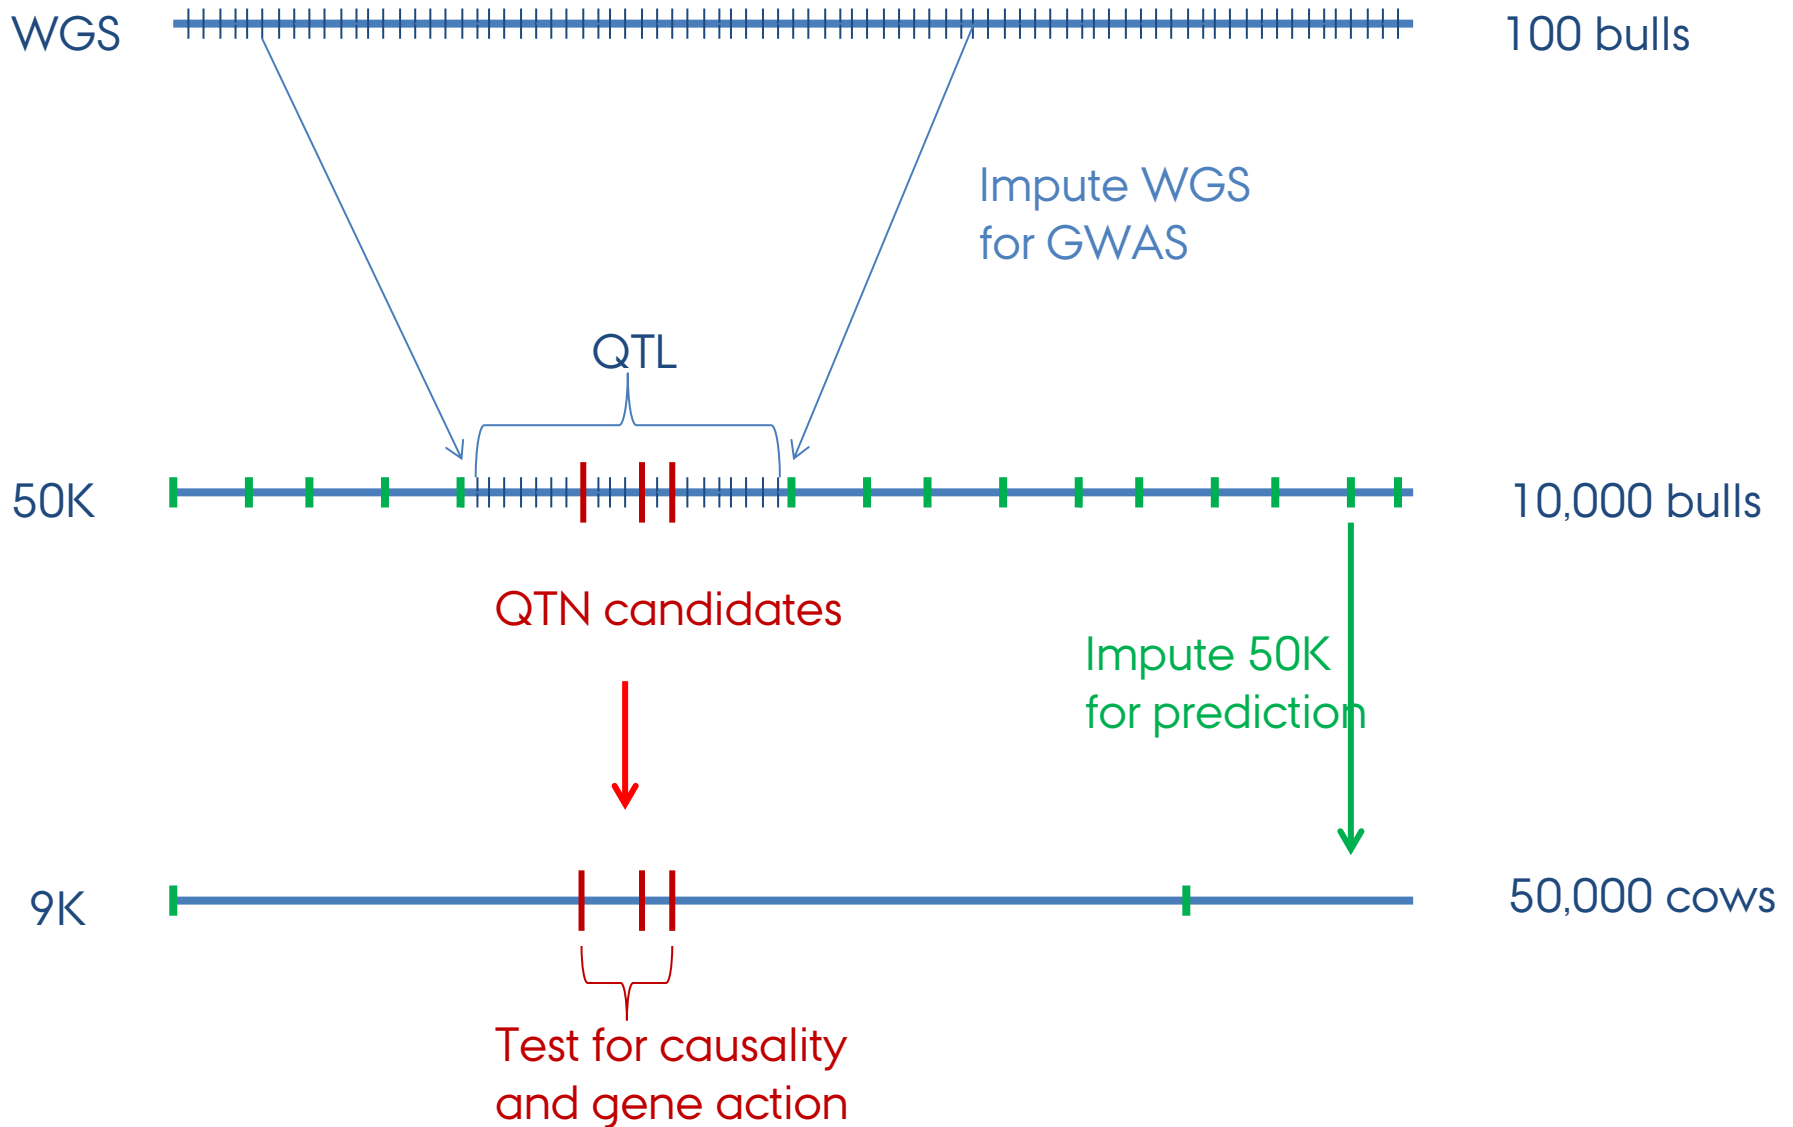 WGS
100 bulls
Impute WGS
for GWAS
QTL
50K
10,000 bulls
QTN candidates
Impute 50K
for prediction
9K
50,000 cows
Test for causality
and gene action